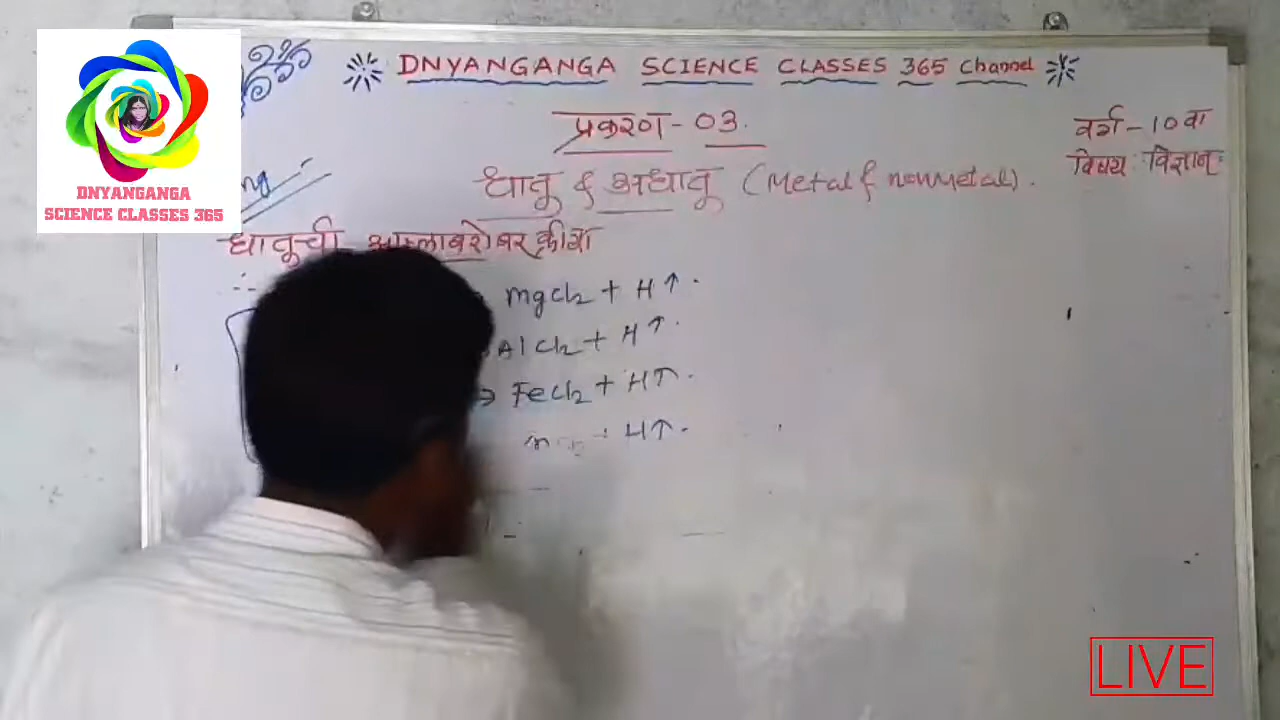 DNYANGANGA SCIENCE CLASSES 365 Channel
प्रकरण - 03.
वर्ग - 10 वा
विषय : विज्ञान
धातू & अधातू (Metal & nonMetal).
DNYANGANGA
SCIENCE CLASSES 365
धातूची आम्लाबरोबर क्रीया
MgCl2 + H↑.
AlCl2 + H↑.
→ FeCl2 + H↑.
+ H↑.
LIVE